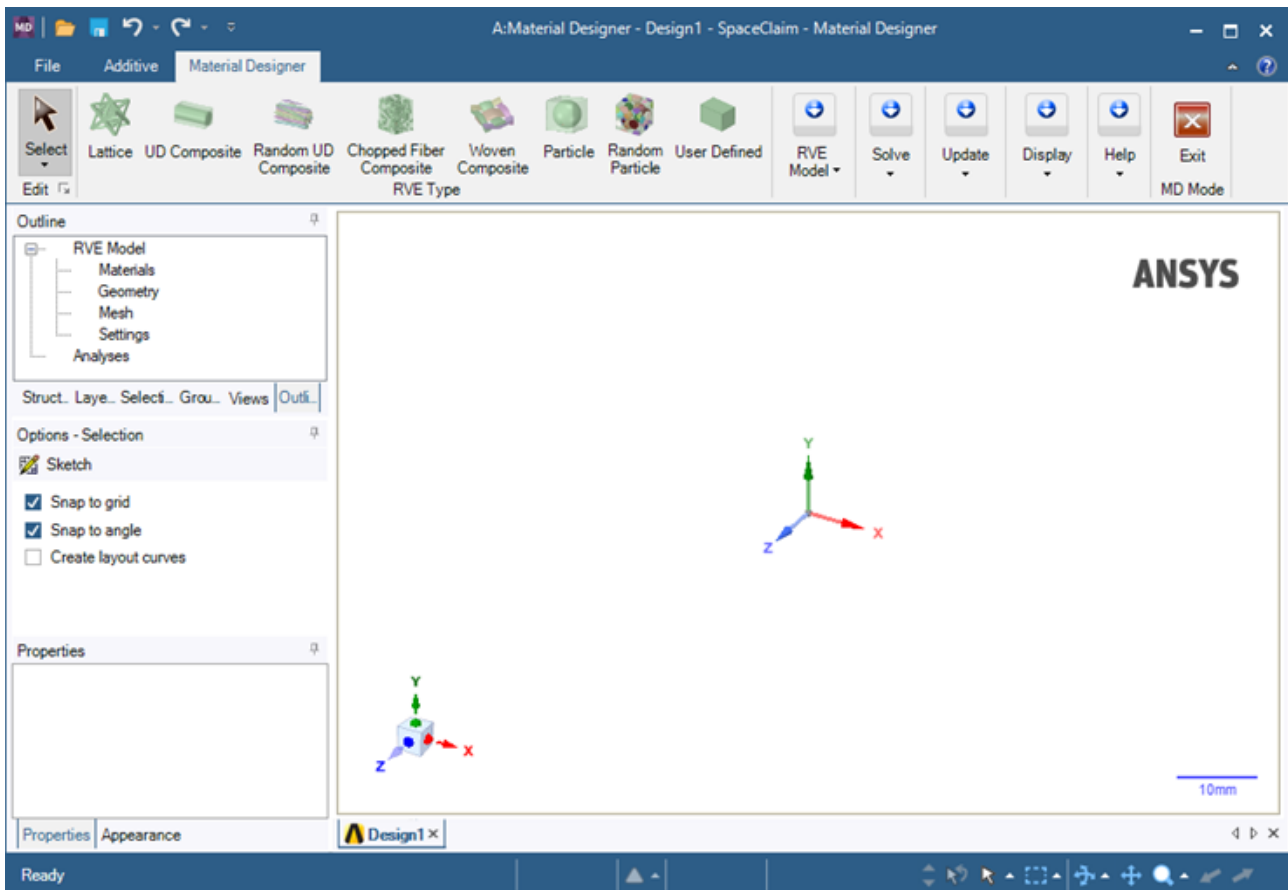 MD
A:Material Designer - Design1 - SpaceClaim - Material Designer
File Additive Material Designer
Select
Lattice
UD Composite
Random UD
Composite
Chopped Fiber
Composite
Woven
Composite
Particle
Random
Particle
User Defined
RVE
Model
Solve
Update
Display
Help
Exit
Edit
RVE Type
MD Mode
Outline
RVE Model
Materials
Geometry
Mesh
Settings
Analyses
Struct... Laye... Selecti... Grou... Views Outli...
Options - Selection
Sketch
Snap to grid
Snap to angle
Create layout curves
Properties
Properties Appearance
ANSYS
Y
X
Z
Y
X
Z
10mm
Design1
Ready